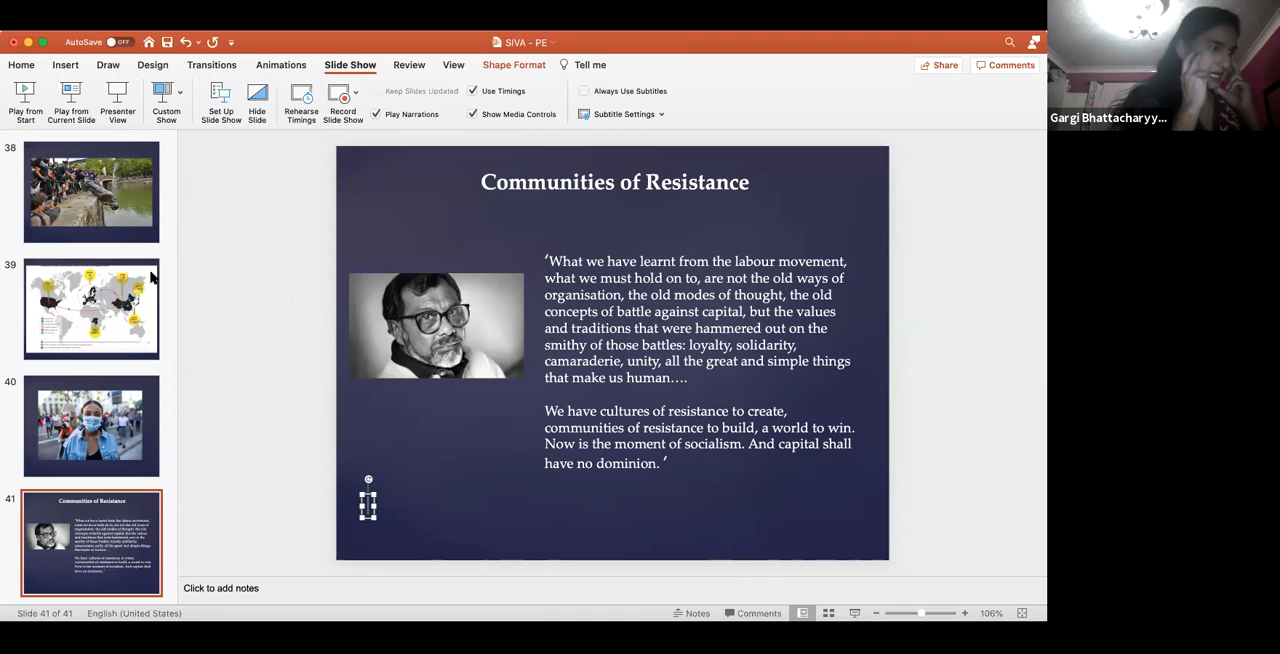 AutoSave OFF
SIVA - PE
Home Insert Draw Design Transitions Animations Slide Show Review View Shape Format Tell me Share Comments
Play from Start
Play from Current Slide
Presenter View
Custom Show
Set Up Slide Show
Hide Slide
Rehearse Timings
Record Slide Show
Keep Slides Updated
Use Timings
Always Use Subtitles
Play Narrations
Show Media Controls
Subtitle Settings
Gargi Bhattacharyy...
38
39
40
41
Communities of Resistance
Communities of Resistance
‘What we have learnt from the labour movement,
what we must hold on to, are not the old ways of
organisation, the old modes of thought, the old
concepts of battle against capital, but the values
and traditions that were hammered out on the
smithy of those battles: loyalty, solidarity,
camaraderie, unity, all the great and simple things
that make us human….
We have cultures of resistance to create,
communities of resistance to build, a world to win.
Now is the moment of socialism. And capital shall
have no dominion. ’
Click to add notes
Slide 41 of 41 English (United States) Notes Comments 106%